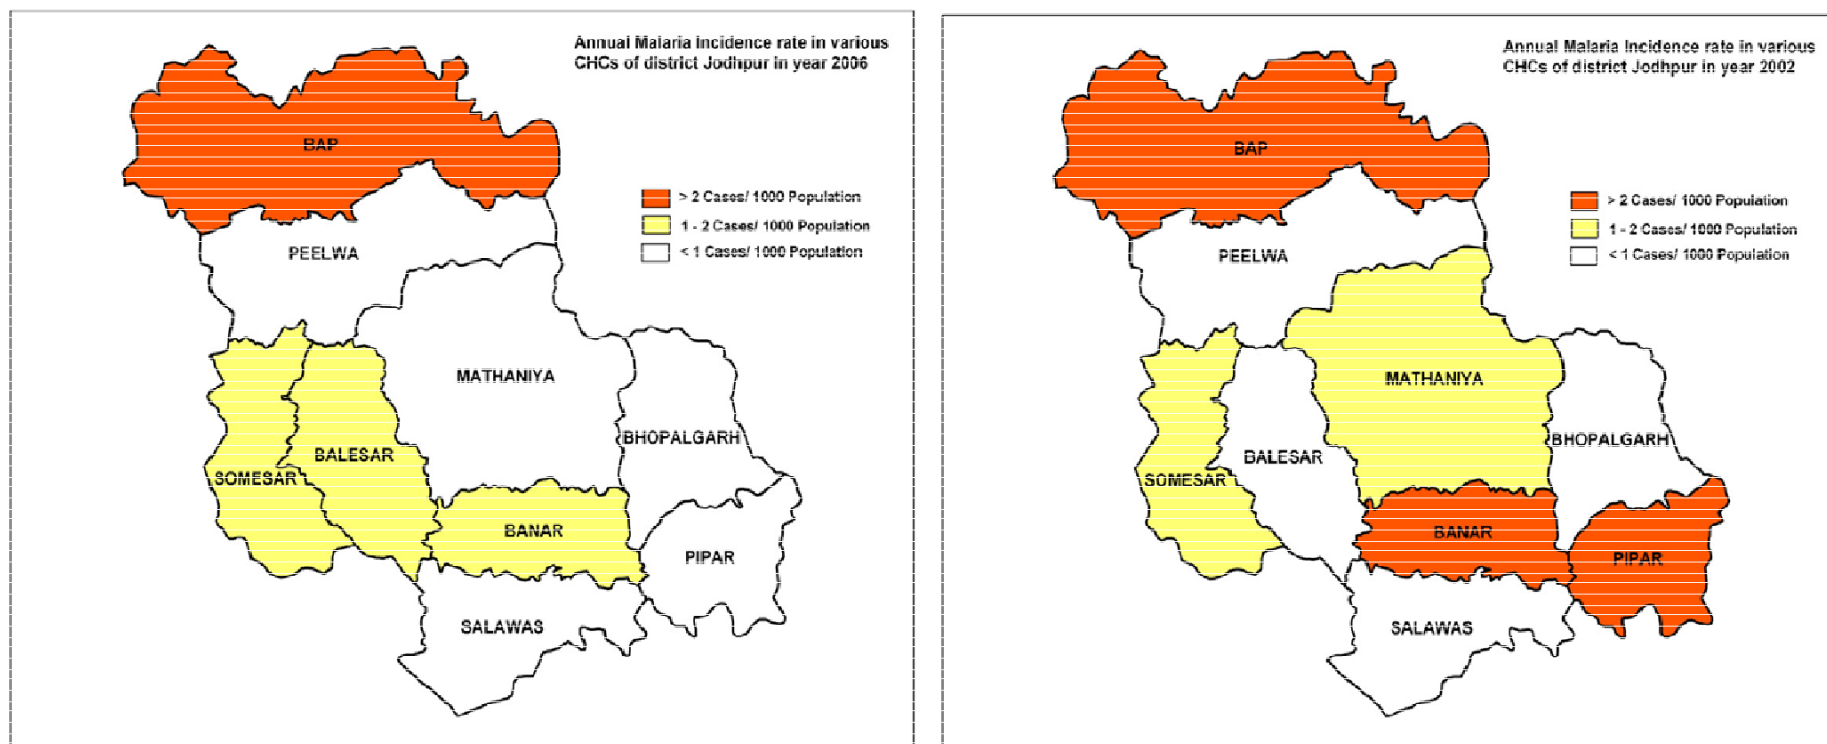 Annual Malaria Incidence rate in various
CHCs of district Jodhpur in year 2006
BAP
> 2 Cases/ 1000 Population
1 - 2 Cases/ 1000 Population
< 1 Cases/ 1000 Population
PEELWA
MATHANIYA
BHOPALGARH
BALESAR
SOMESAR
BANAR
PIPAR
SALAWAS
Annual Malaria Incidence rate in various
CHCs of district Jodhpur in year 2002
BAP
> 2 Cases/ 1000 Population
1 - 2 Cases/ 1000 Population
< 1 Cases/ 1000 Population
PEELWA
MATHANIYA
BHOPALGARH
BALESAR
SOMESAR
BANAR
PIPAR
SALAWAS